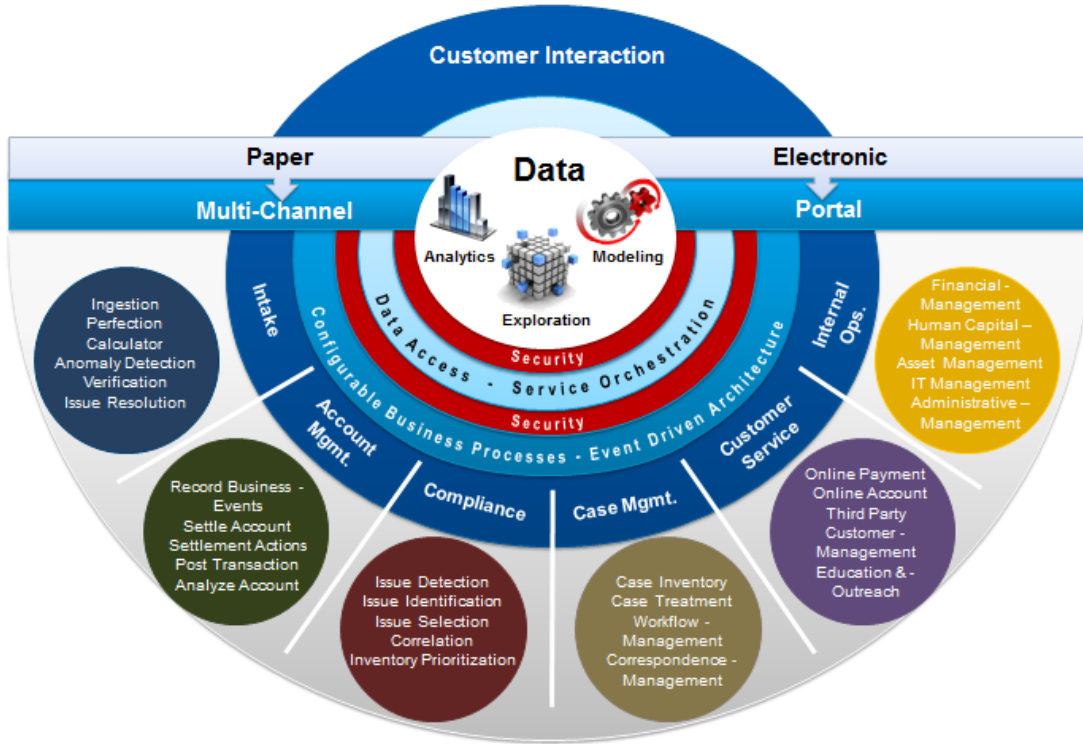 Customer Interaction
Paper
Electronic
Multi-Channel
Portal
Data
Analytics
Modeling
Exploration
Security
Data Access - Service Orchestration
Security
Configurable Business Processes - Event Driven Architecture
Intake
Account
Mgmt.
Compliance
Case Mgmt.
Customer
Service
Internal
Ops.
Ingestion
Perfection
Calculator
Anomaly Detection
Verification
Issue Resolution
Record Business -
Events
Settle Account
Settlement Actions
Post Transaction
Analyze Account
Issue Detection
Issue Identification
Issue Selection
Correlation
Inventory Prioritization
Case Inventory
Case Treatment
Workflow -
Management
Correspondence -
Management
Online Payment
Online Account
Third Party
Customer -
Management
Education & -
Outreach
Financial -
Management
Human Capital –
Management
Asset Management
IT Management
Administrative –
Management